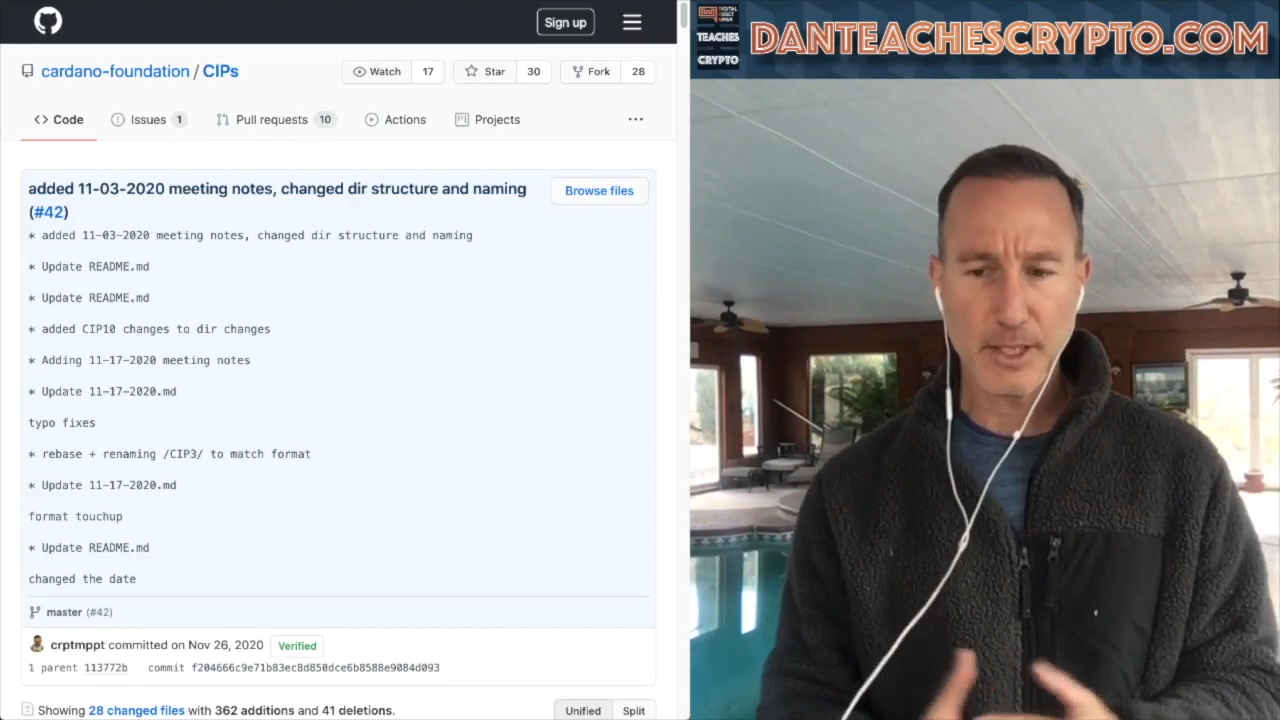 Sign up
cardano-foundation / CIPs
Watch 17
Star 30
Fork 28
Code
Issues 1
Pull requests 10
Actions
Projects
added 11-03-2020 meeting notes, changed dir structure and naming
(#42)
Browse files
* added 11-03-2020 meeting notes, changed dir structure and naming
* Update README.md
* Update README.md
* added CIP10 changes to dir changes
* Adding 11-17-2020 meeting notes
* Update 11-17-2020.md
typo fixes
* rebase + renaming /CIP3/ to match format
* Update 11-17-2020.md
format touchup
* Update README.md
changed the date
master (#42)
crptmppt committed on Nov 26, 2020 Verified
1 parent 113772b commit f204666c9e71b83ec8d850dce6b8588e9084d093
Showing 28 changed files with 362 additions and 41 deletions.
Unified Split
DIGITAL
ASSET
NEWS
TEACHES
CRYPTO
DANTEACHESCRYPTO.COM